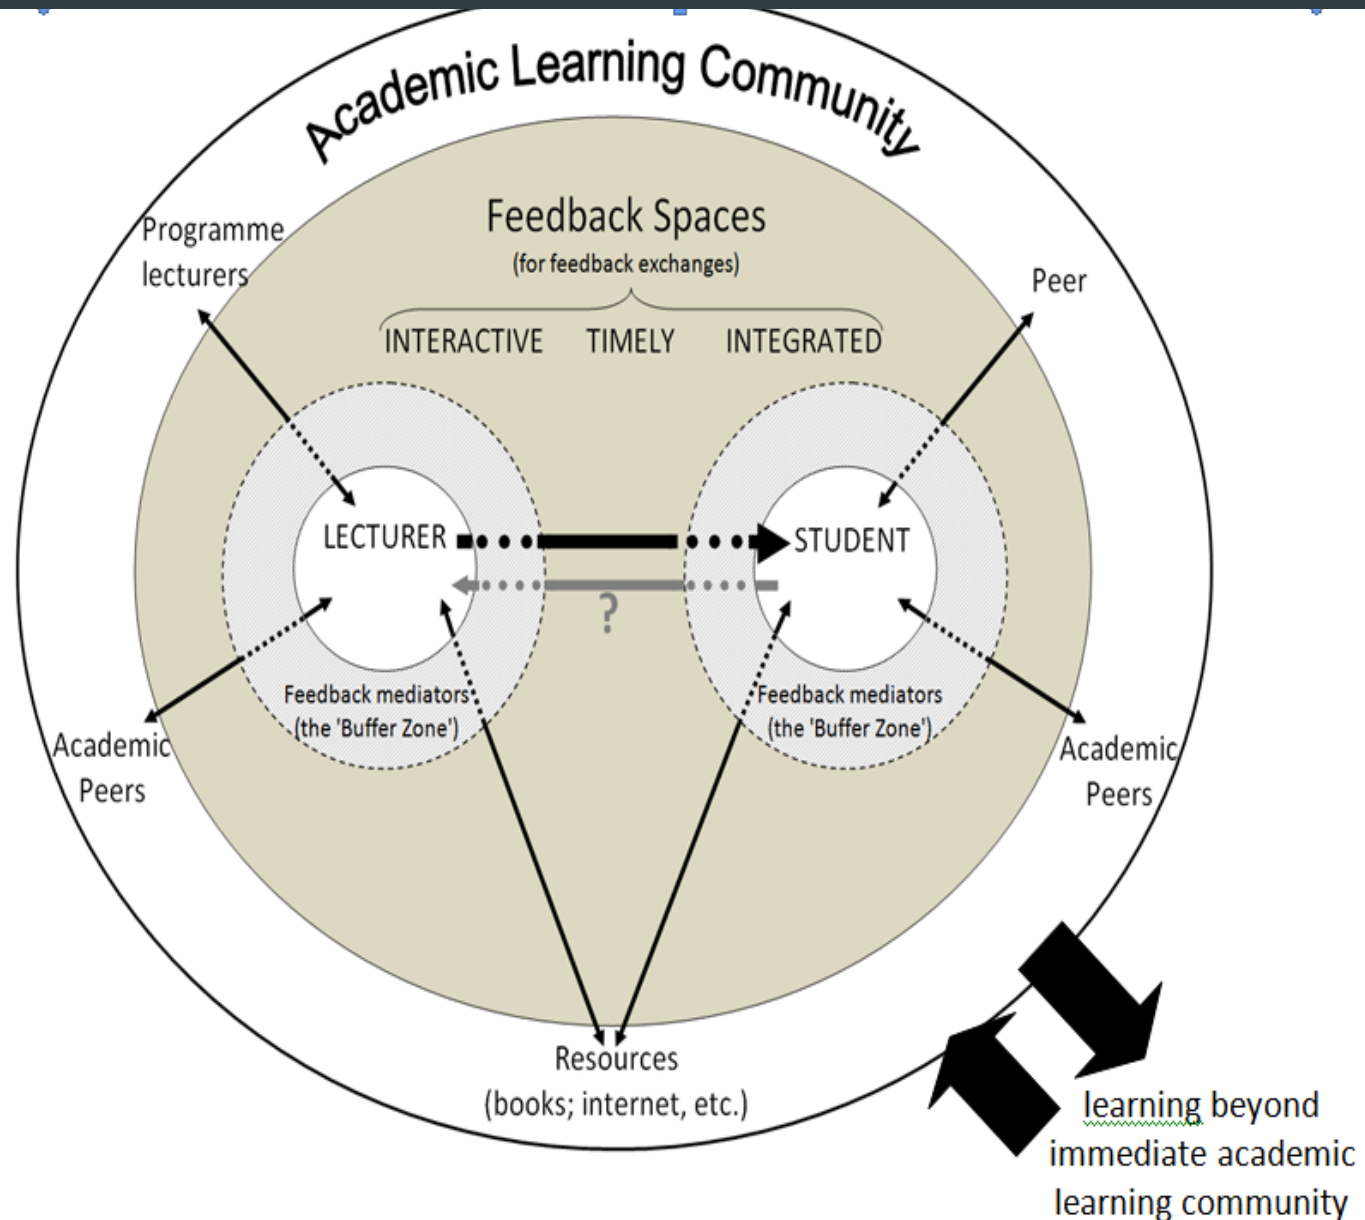 Academic Learning Community
Feedback Spaces
(for feedback exchanges)
INTERACTIVE TIMELY INTEGRATED
Programme
lecturers
Peer
LECTURER
STUDENT
?
Feedback mediators
(the 'Buffer Zone')
Feedback mediators
(the 'Buffer Zone')
Academic
Peers
Academic
Peers
Resources
(books; internet, etc.)
learning beyond
immediate academic
learning community